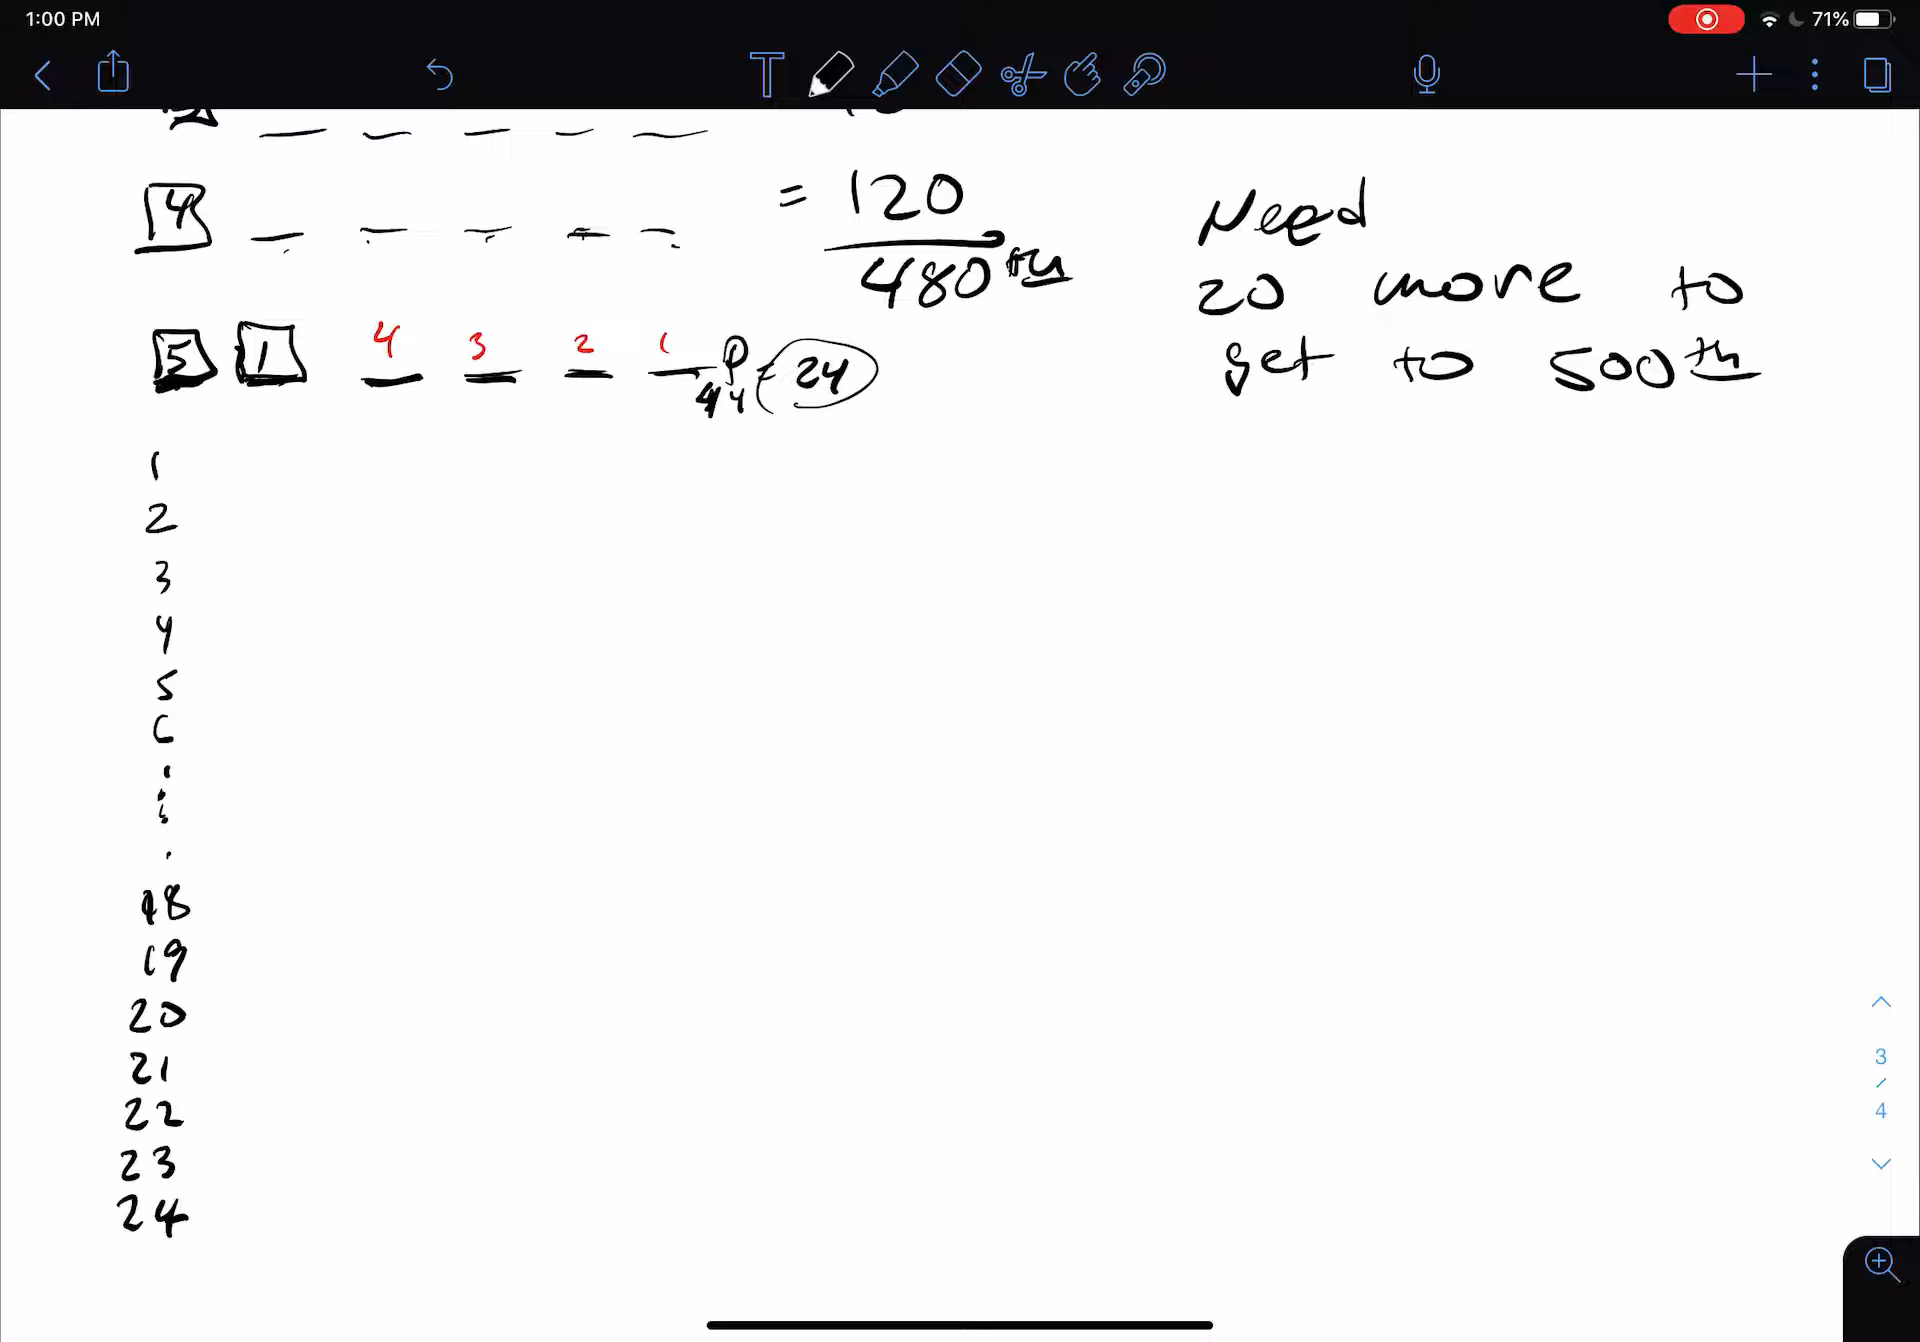 1:00 PM
71%
T
4 = 120
Need
480th
20 more to
5 1 4 3 2 1 4P4 = 24
get to 500th
1
2
3
4
5
6
18
19
20
21
22
23
24
3
/
4